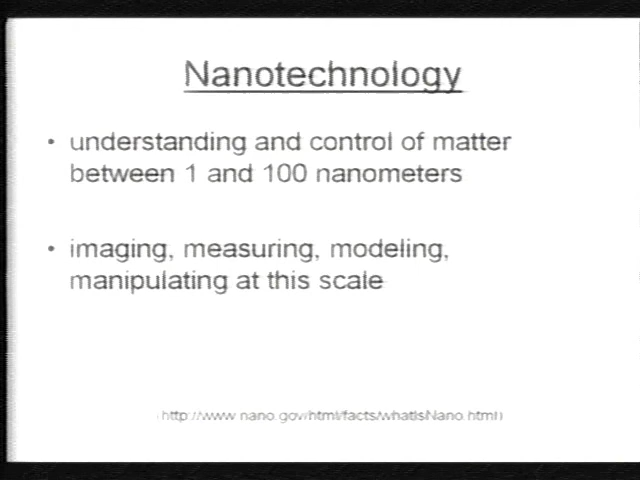 Nanotechnology
• understanding and control of matter
between 1 and 100 nanometers
• imaging, measuring, modeling,
manipulating at this scale
(http://www.nano.gov/html/facts/whatIsNano.html)